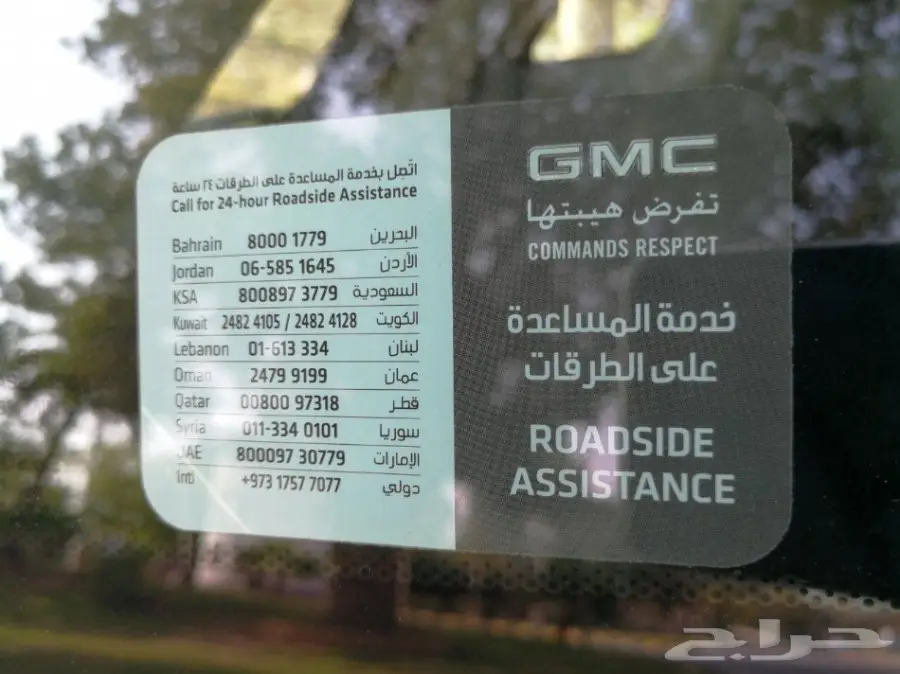 اتّصل بخدمة المساعدة على الطرقات ٢٤ ساعة
Call for 24-hour Roadside Assistance
Bahrain 8000 1779 البحرين
Jordan 06-585 1645 الأردن
KSA 800897 3779 السعودية
Kuwait 2482 4105 / 2482 4128 الكويت
Lebanon 01-613 334 لبنان
Oman 2479 9199 عمان
Qatar 00800 97318 قطر
Syria 011-334 0101 سوريا
UAE 800097 30779 الإمارات
Intl +973 1757 7077 دولي
GMC
تفرض هيبتها
COMMANDS RESPECT
خدمة المساعدة
على الطرقات
ROADSIDE
ASSISTANCE
حراج